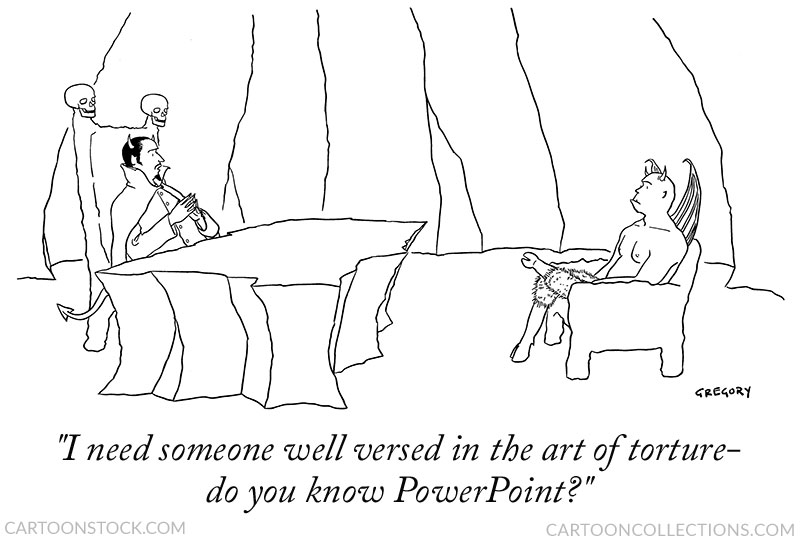 GREGORY
"I need someone well versed in the art of torture–
do you know PowerPoint?"
CARTOONSTOCK.COM
CARTOONCOLLECTIONS.COM